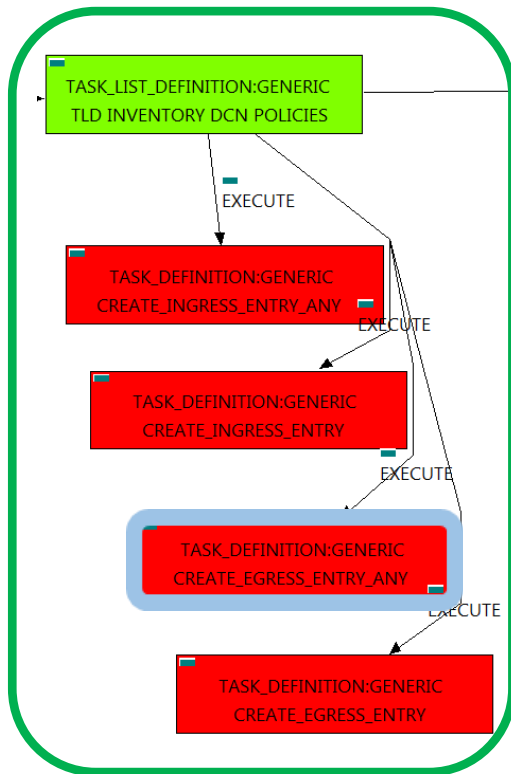 TASK_LIST_DEFINITION:GENERIC
TLD INVENTORY DCN POLICIES
EXECUTE
TASK_DEFINITION:GENERIC
CREATE_INGRESS_ENTRY_ANY
EXECUTE
TASK_DEFINITION:GENERIC
CREATE_INGRESS_ENTRY
EXECUTE
TASK_DEFINITION:GENERIC
CREATE_EGRESS_ENTRY_ANY
EXECUTE
TASK_DEFINITION:GENERIC
CREATE_EGRESS_ENTRY